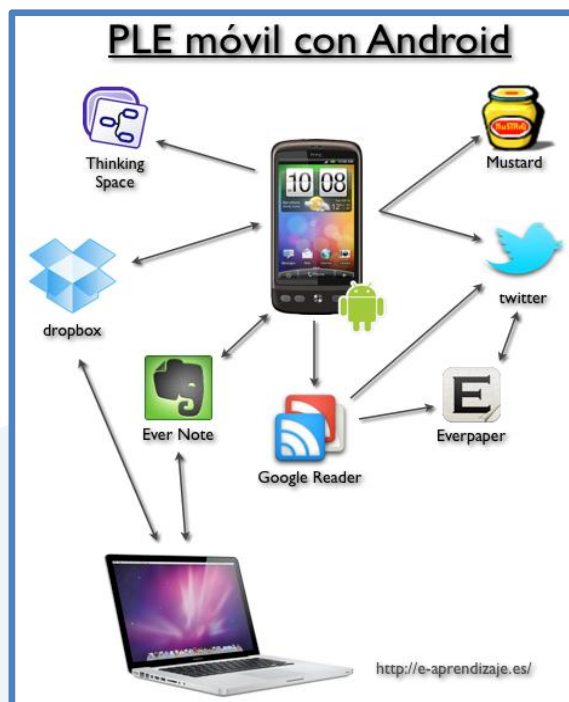 PLE móvil con Android
Thinking
Space
Mustard
MuSTARD
10 08
dropbox
twitter
Ever Note
E
Everpaper
Google Reader
http://e-aprendizaje.es/